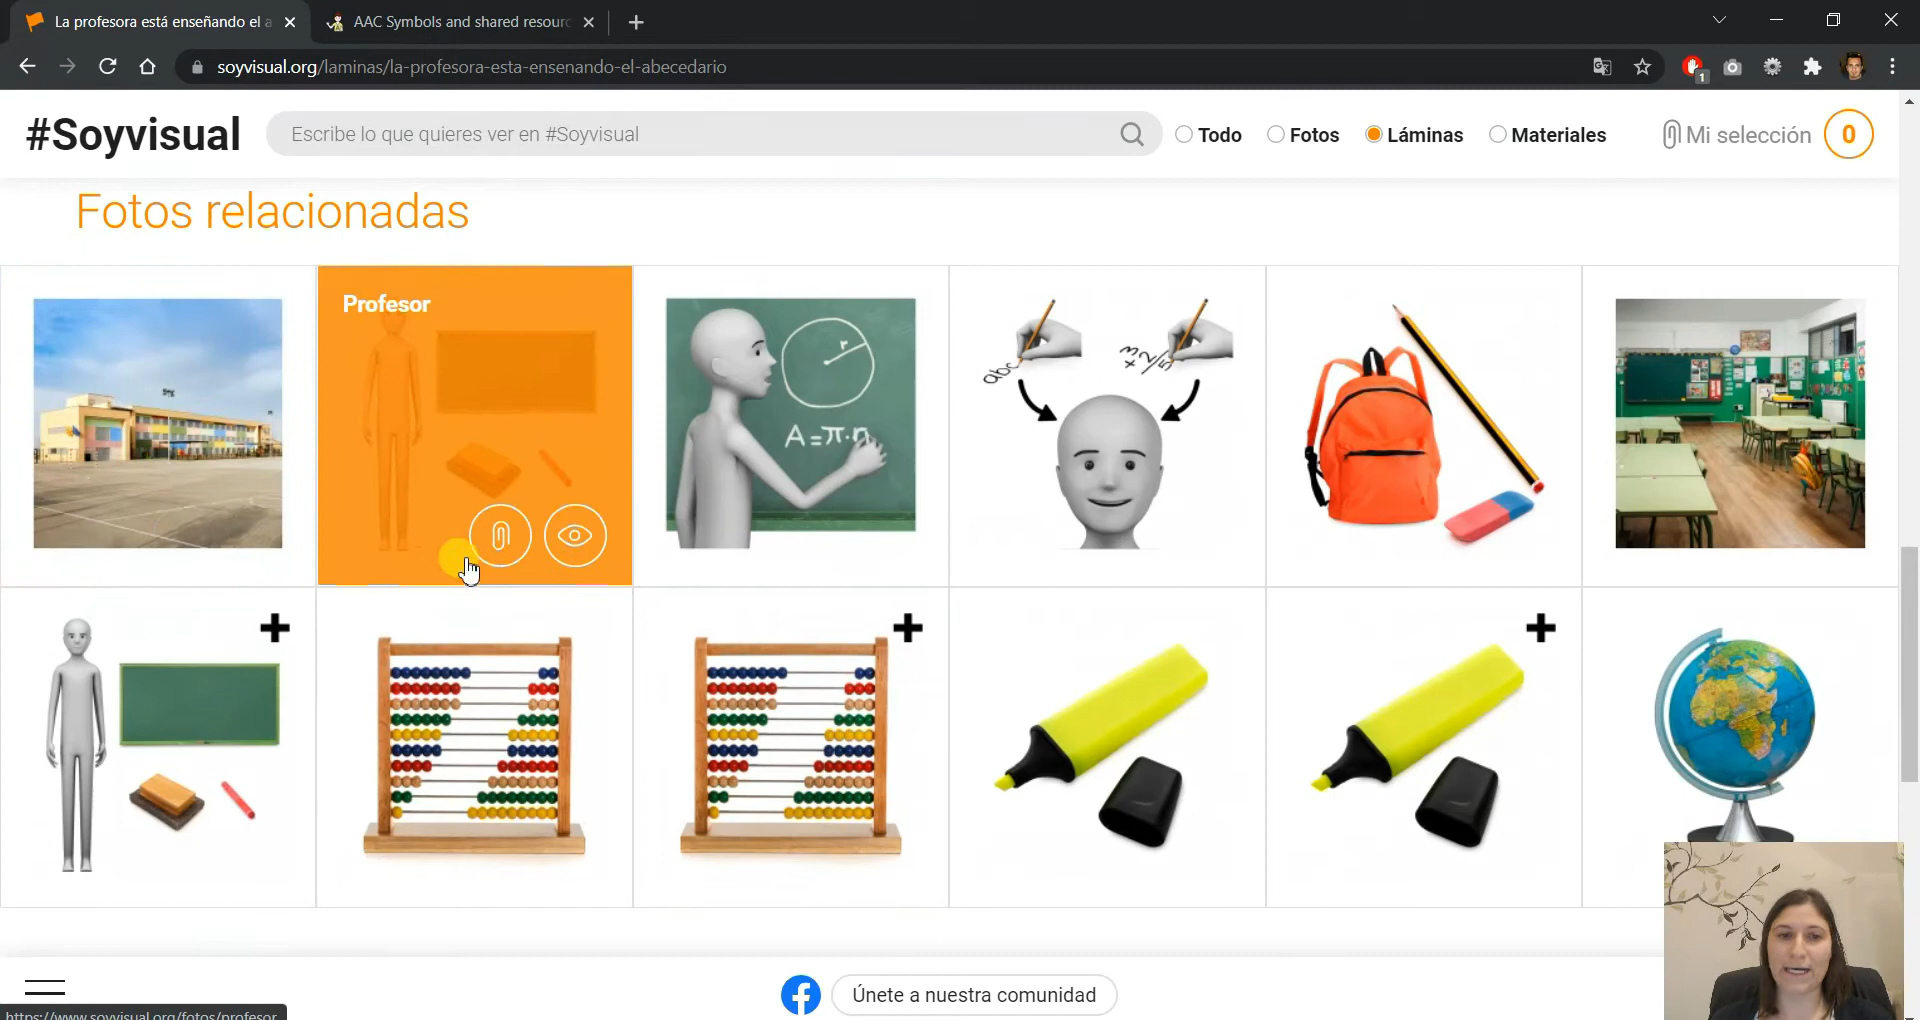 La profesora está enseñando el a
AAC Symbols and shared resourc
soyvisual.org/laminas/la-profesora-esta-ensenando-el-abecedario
1
#Soyvisual
Escribe lo que quieres ver en #Soyvisual
Todo
Fotos
Láminas
Materiales
Mi selección
0
Fotos relacionadas
Profesor
r
A=π·r
abc
Únete a nuestra comunidad
https://www.soyvisual.org/fotos/profesor